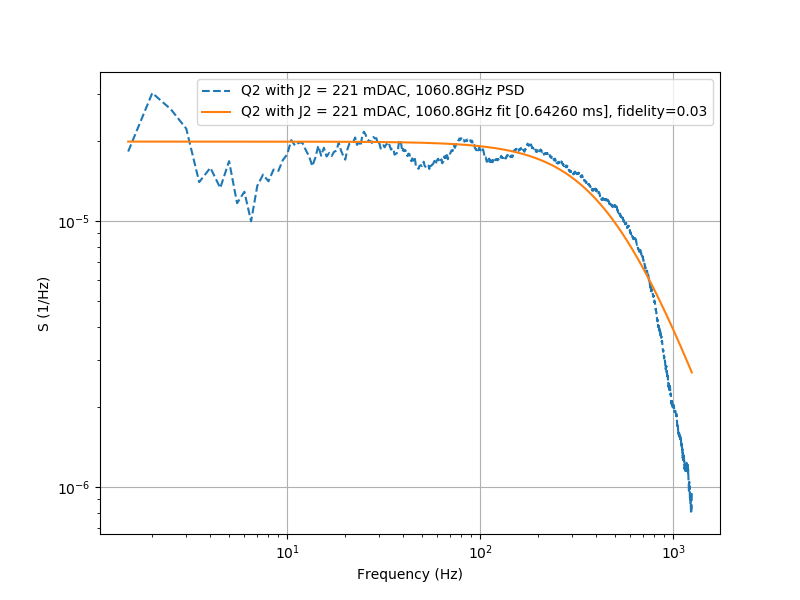 Q2 with J2 = 221 mDAC, 1060.8GHz PSD
Q2 with J2 = 221 mDAC, 1060.8GHz fit [0.64260 ms], fidelity=0.03
S (1/Hz)
10⁻⁵
10⁻⁶
10¹ 10² 10³
Frequency (Hz)